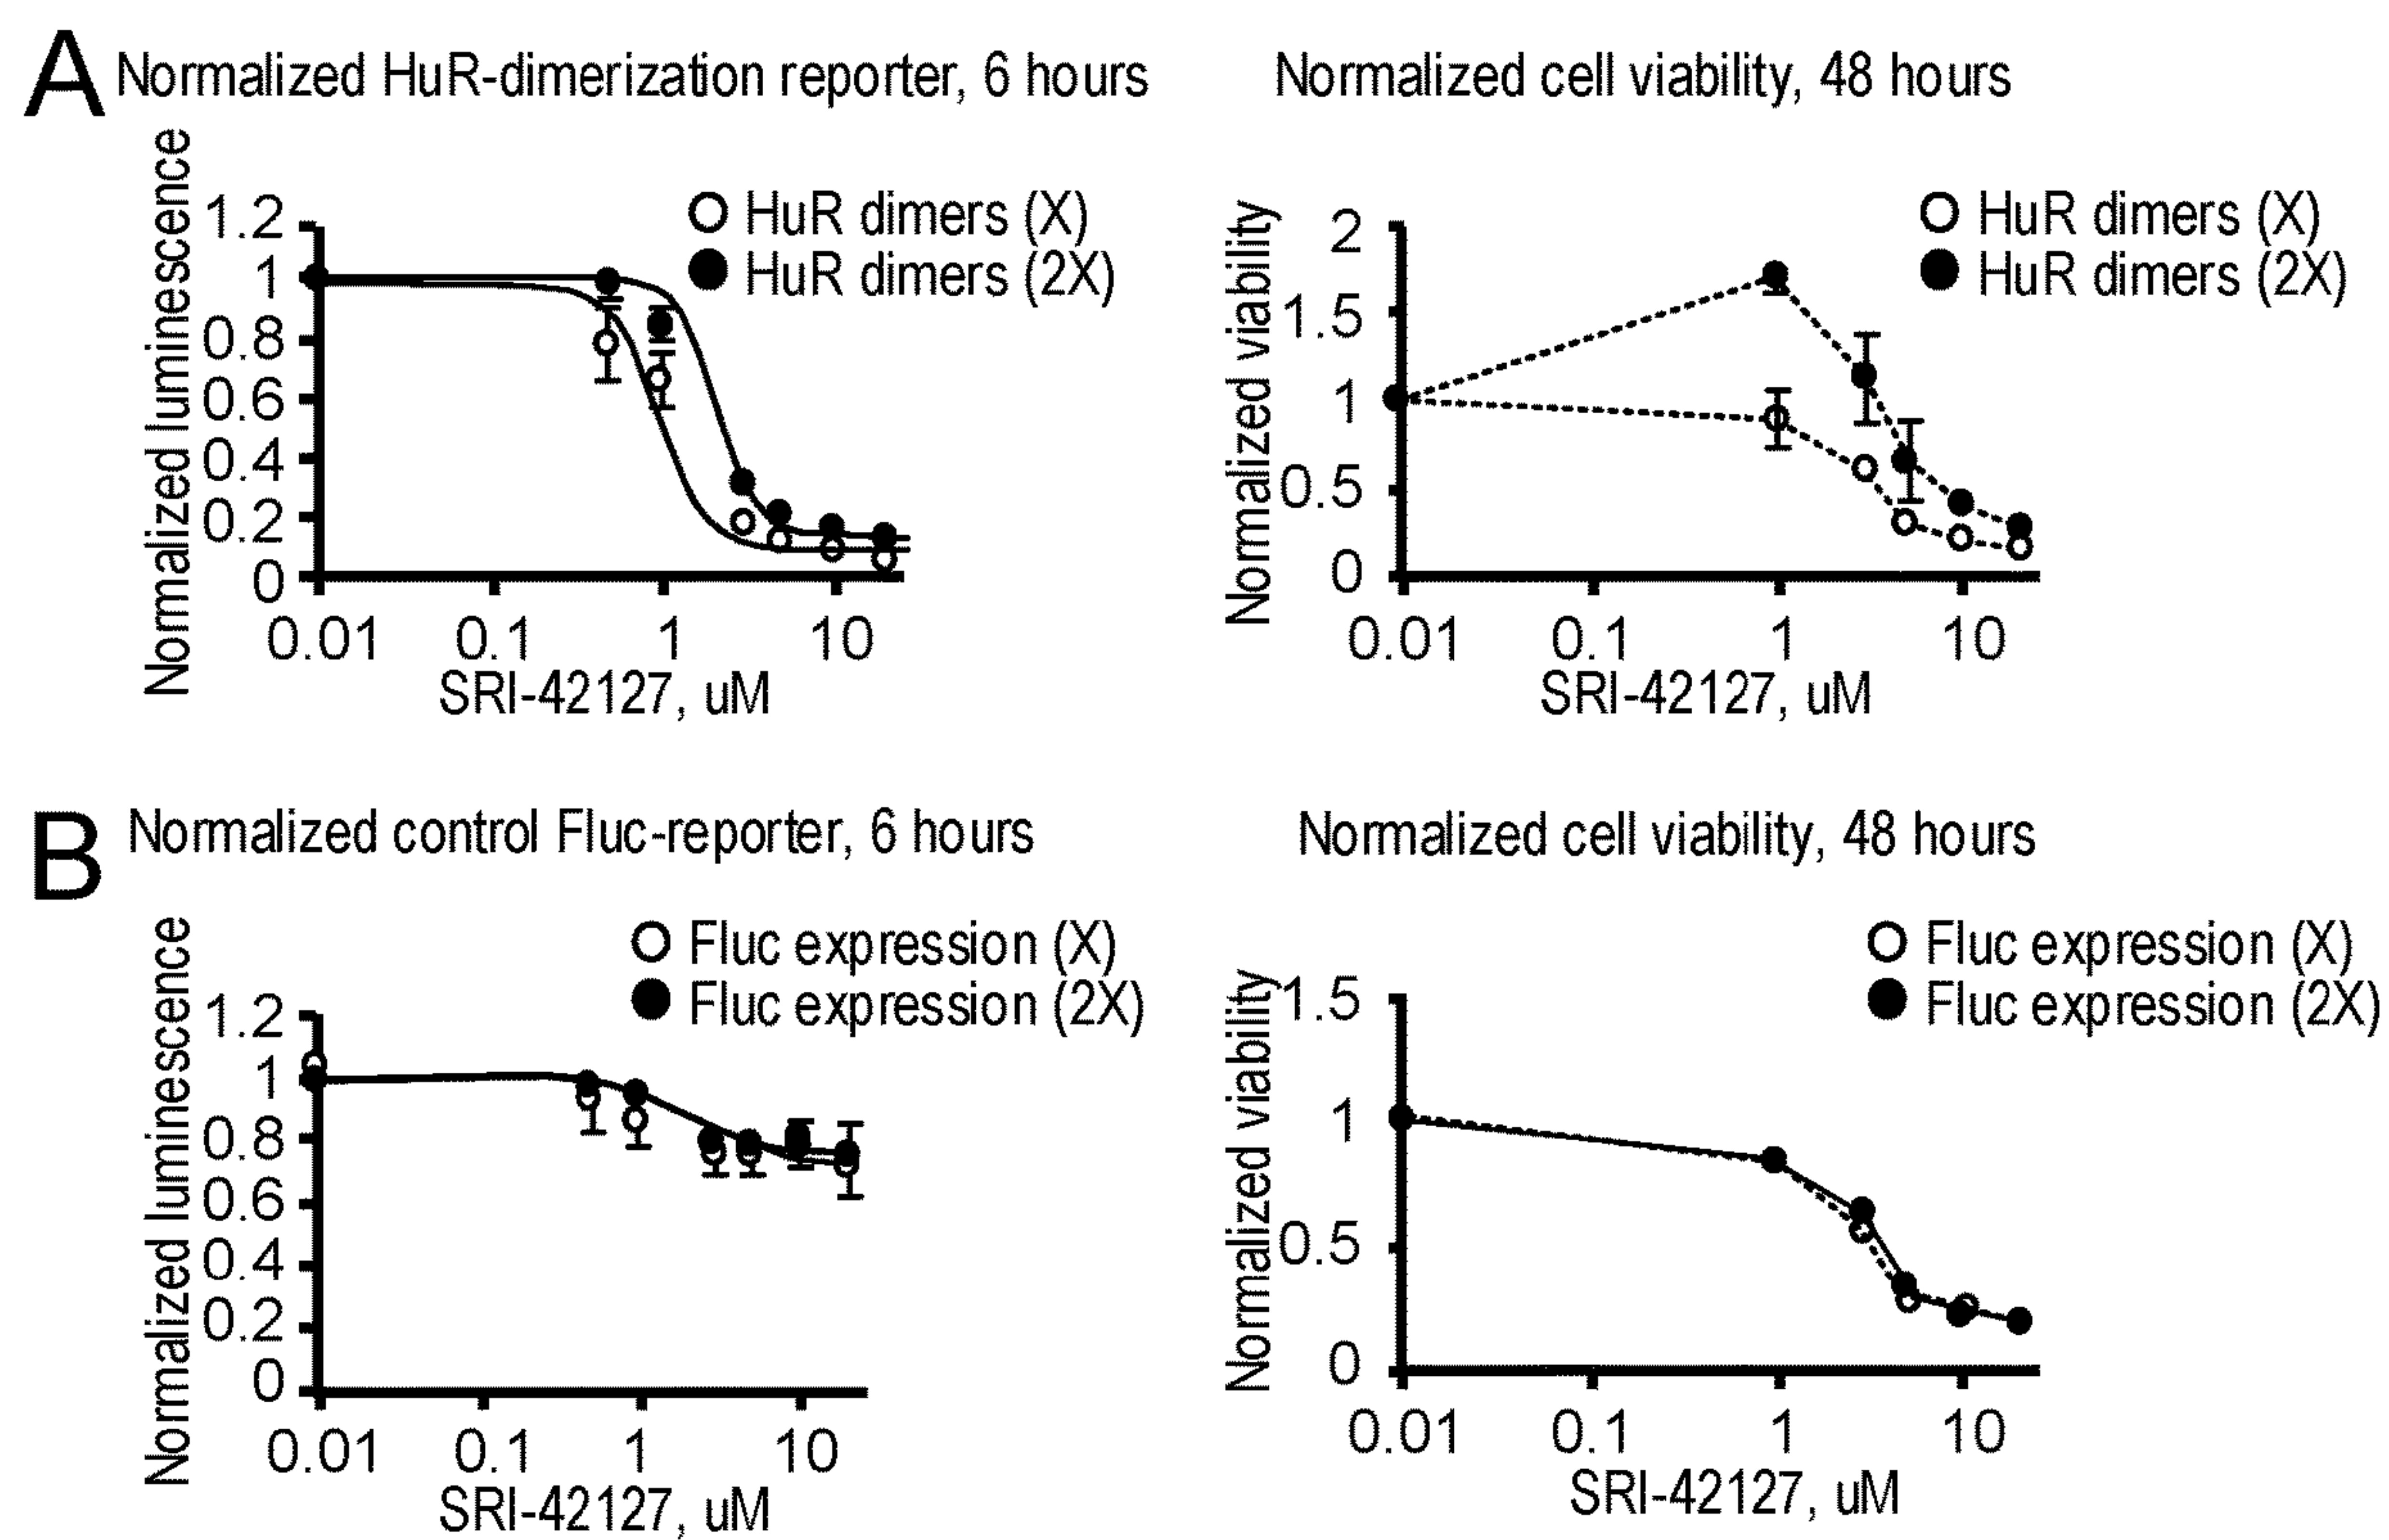 A Normalized HuR-dimerization reporter, 6 hours
Normalized luminescence
1.2
1
0.8
0.6
0.4
0.2
0
HuR dimers (X)
HuR dimers (2X)
0.01 0.1 1 10
SRI-42127, uM
Normalized cell viability, 48 hours
Normalized viability
2
1.5
1
0.5
0
HuR dimers (X)
HuR dimers (2X)
0.01 0.1 1 10
SRI-42127, uM
B Normalized control Fluc-reporter, 6 hours
Normalized luminescence
1.2
1
0.8
0.6
0.4
0.2
0
Fluc expression (X)
Fluc expression (2X)
0.01 0.1 1 10
SRI-42127, uM
Normalized cell viability, 48 hours
Normalized viability
1.5
1
0.5
0
Fluc expression (X)
Fluc expression (2X)
0.01 0.1 1 10
SRI-42127, uM